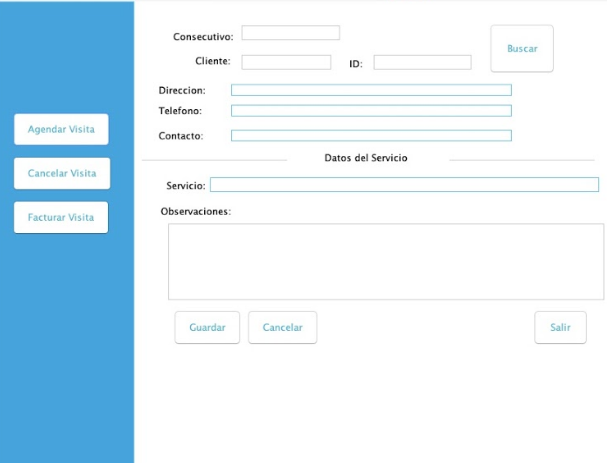 Agendar Visita
Cancelar Visita
Facturar Visita
Consecutivo:
Buscar
Cliente:
ID:
Direccion:
Telefono:
Contacto:
Datos del Servicio
Servicio:
Observaciones:
Guardar
Cancelar
Salir